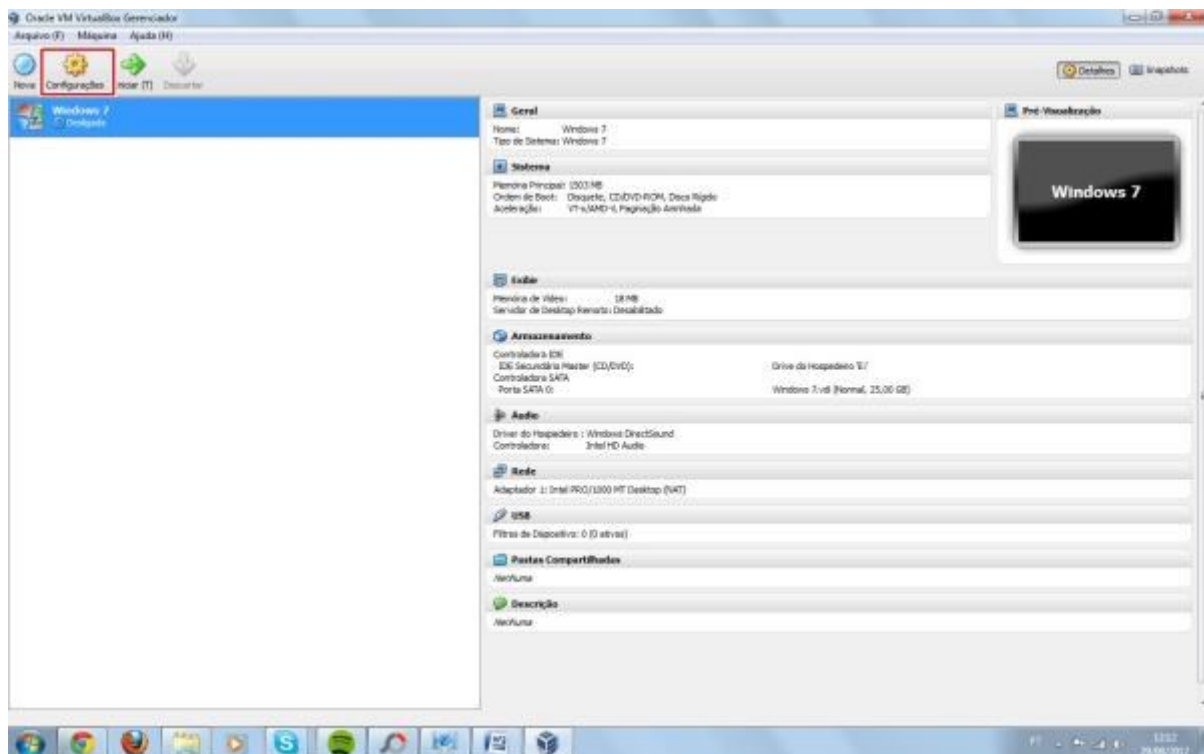 Oracle VM VirtualBox Gerenciador
Arquivo (F) Máquina Ajuda (H)
Novo Configurações Iniciar (T) Descartar
Detalhes Snapshots
Windows 7
Desligado
Geral
Nome: Windows 7
Tipo de Sistema: Windows 7
Sistema
Memória Principal: 1503 MB
Ordem de Boot: Disquete, CD/DVD-ROM, Disco Rígido
Aceleração: VT-x/AMD-V, Paginação Aninhada
Pré-Visualização
Windows 7
Exibir
Memória de Vídeo: 18 MB
Servidor de Desktop Remoto: Desabilitado
Armazenamento
Controladora IDE
IDE Secundário Master (CD/DVD): Drive do Hospedeiro 'E:'
Controladora SATA
Porta SATA 0: Windows 7.vdi (Normal, 25,00 GB)
Áudio
Driver do Hospedeiro : Windows DirectSound
Controladora: Intel HD Audio
Rede
Adaptador 1: Intel PRO/1000 MT Desktop (NAT)
USB
Filtros de Dispositivo: 0 (0 ativos)
Pastas Compartilhadas
Nenhuma
Descrição
Nenhuma
PT